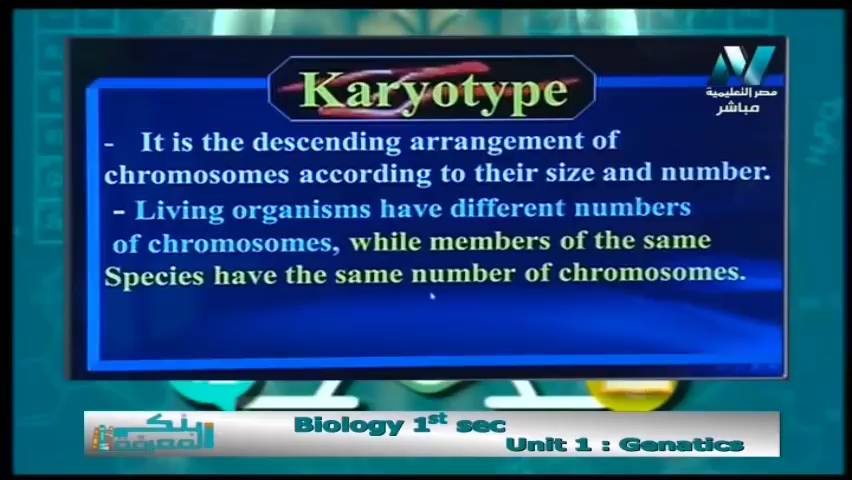 Karyotype
مصر التعليمية
مباشر
- It is the descending arrangement of
chromosomes according to their size and number.
- Living organisms have different numbers
of chromosomes, while members of the same
Species have the same number of chromosomes.
بنك
المعرفة
Biology 1st sec
Unit 1 : Genatics